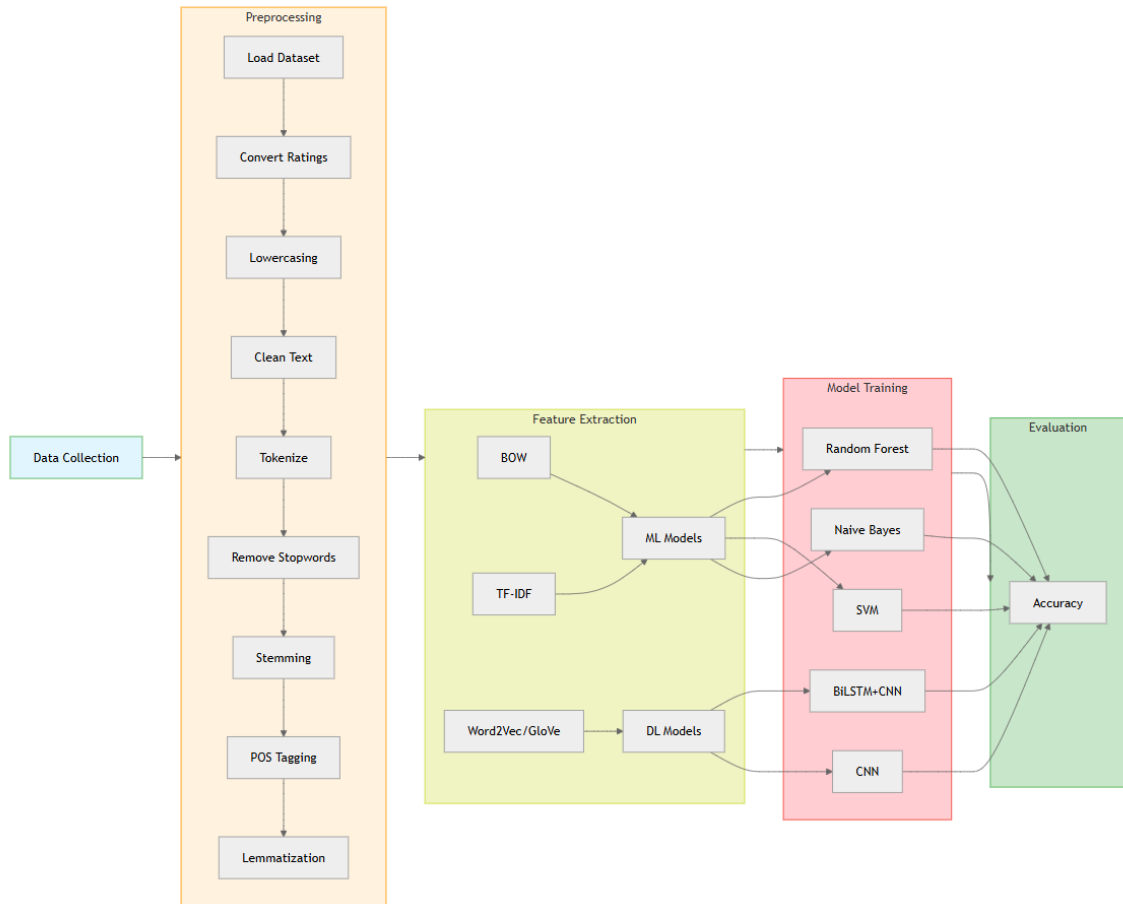 Data Collection
Preprocessing
Load Dataset
Convert Ratings
Lowercasing
Clean Text
Tokenize
Remove Stopwords
Stemming
POS Tagging
Lemmatization
Feature Extraction
BOW
TF-IDF
ML Models
Word2Vec/GloVe
DL Models
Model Training
Random Forest
Naive Bayes
SVM
BiLSTM+CNN
CNN
Evaluation
Accuracy